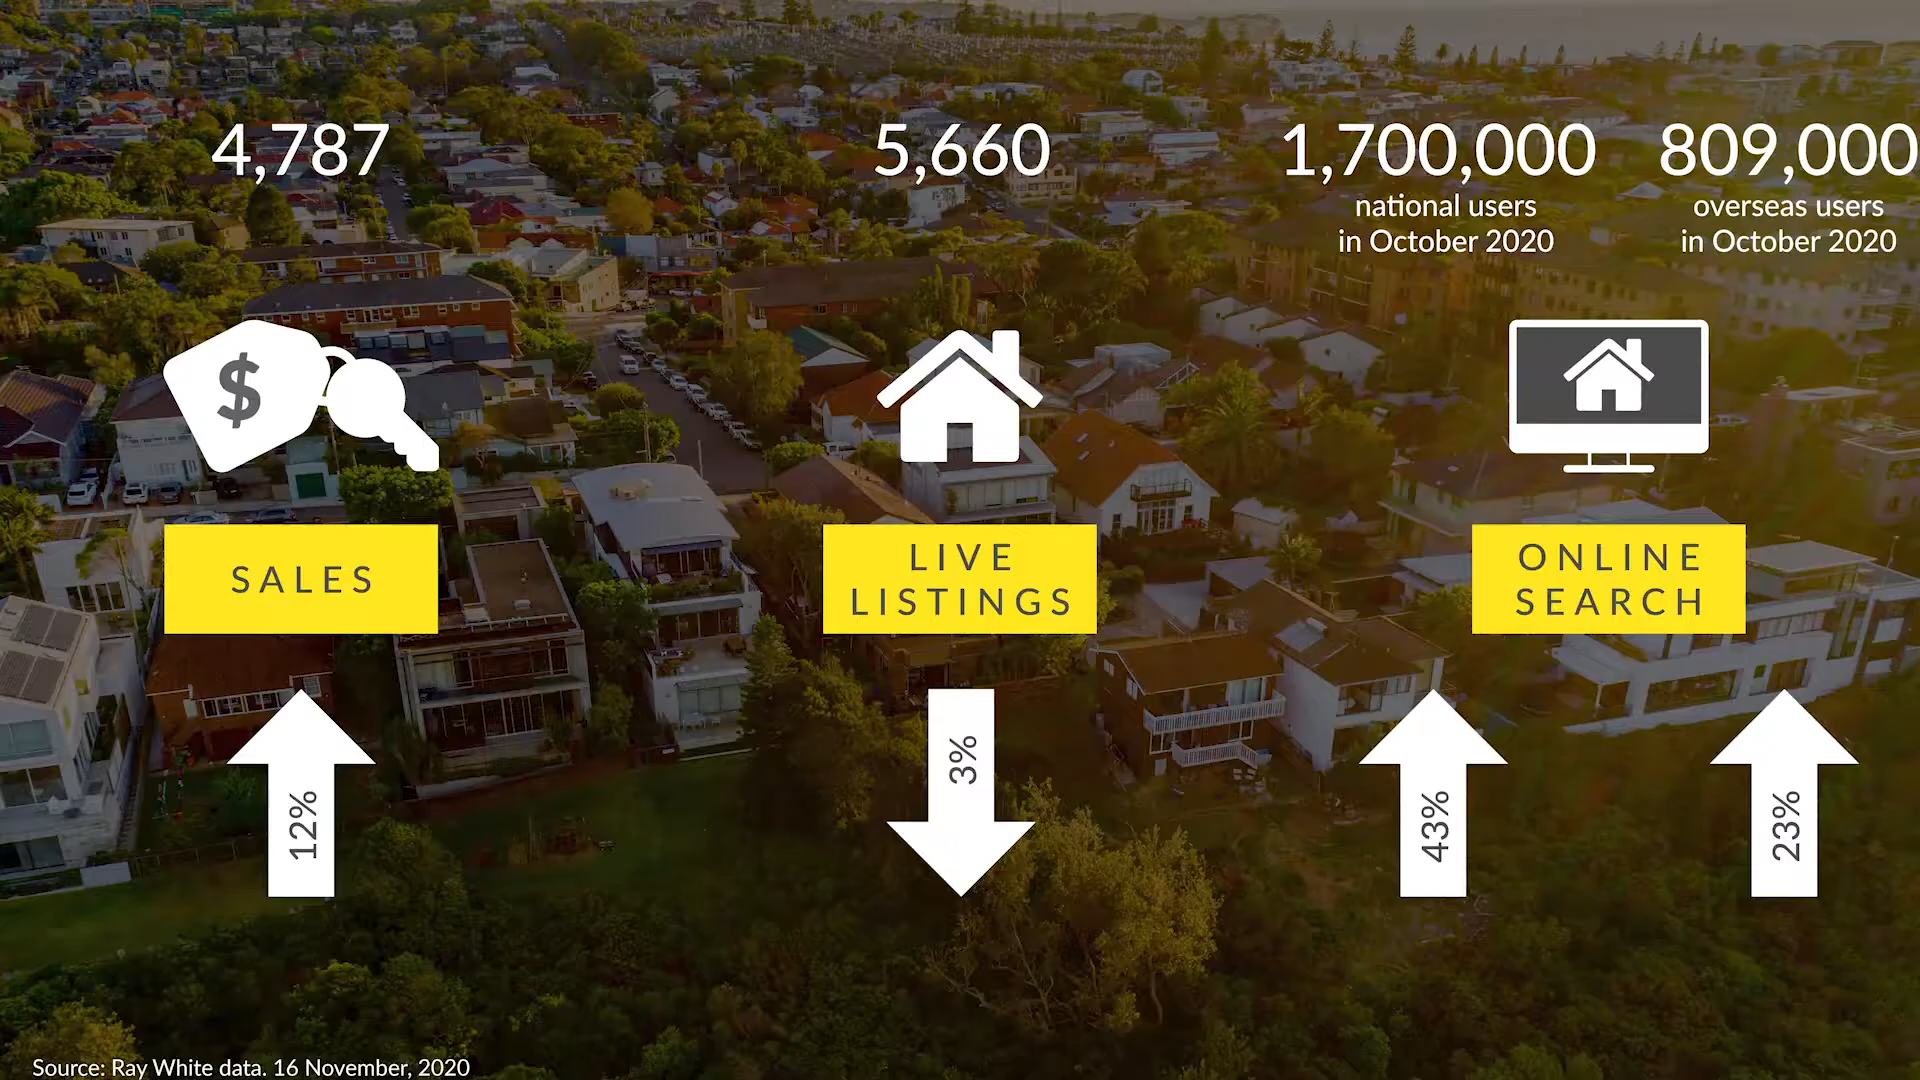 4,787
5,660
1,700,000
national users
in October 2020
809,000
overseas users
in October 2020
$
SALES
LIVE
LISTINGS
ONLINE
SEARCH
12%
3%
43%
23%
Source: Ray White data. 16 November, 2020